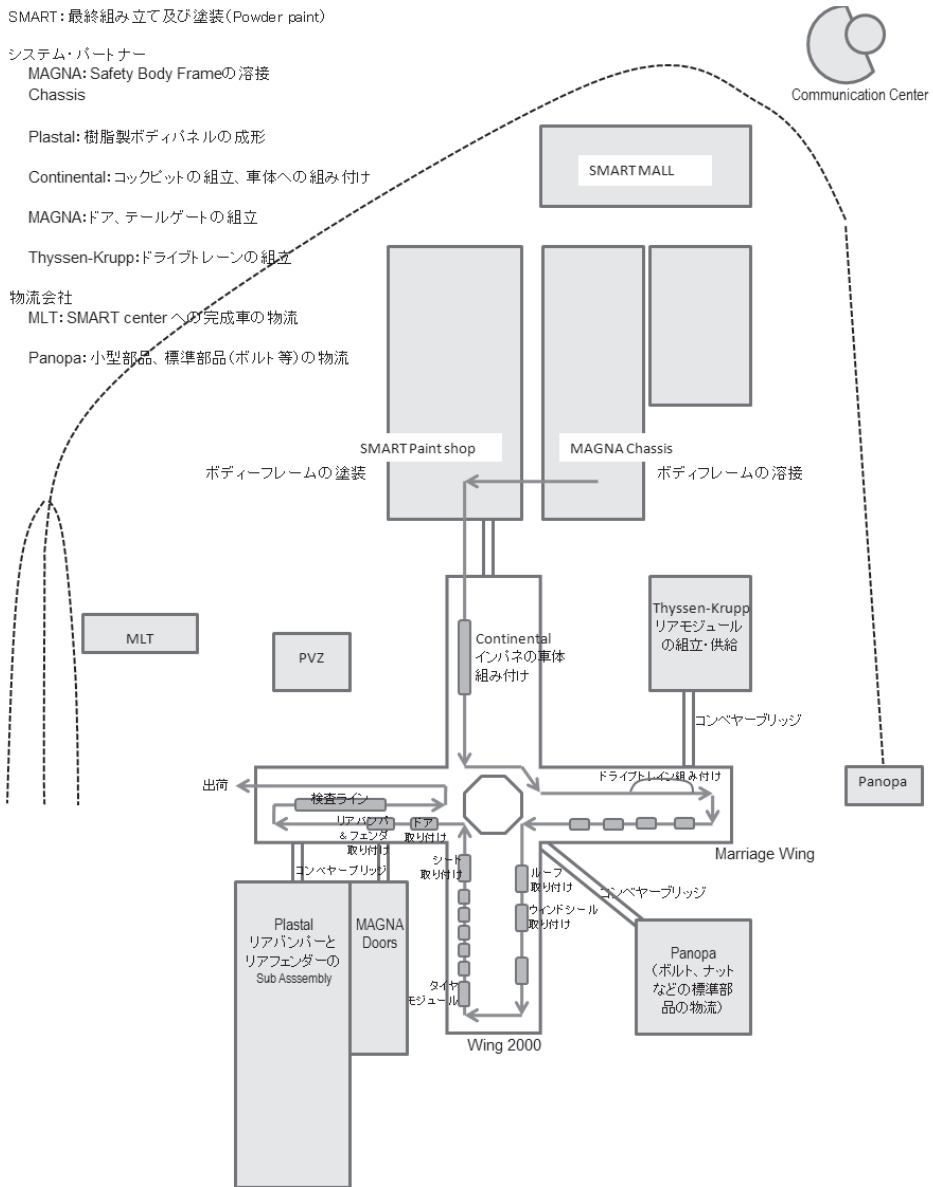 SMART：最終組み立て及び塗装(Powder paint)
システム・パートナー
MAGNA：Safety Body Frameの溶接
Chassis
Plastal：樹脂製ボディパネルの成形
Continental：コックピットの組立、車体への組み付け
MAGNA：ドア、テールゲートの組立
Thyssen-Krupp：ドライブトレーンの組立
物流会社
MLT：SMART center への完成車の物流
Panopa：小型部品、標準部品(ボルト等)の物流
Communication Center
SMART MALL
SMART Paint shop
MAGNA Chassis
ボディーフレームの塗装
ボディフレームの溶接
MLT
PVZ
Continental
インパネの車体
組み付け
Thyssen-Krupp
リアモジュール
の組立・供給
コンベヤーブリッジ
Panopa
出荷
検査ライン
ドライブトレイン組み付け
リアバンパ
＆フェンダ
取り付け
ドア
取り付け
Marriage Wing
コンベヤーブリッジ
シート
取り付け
ルーフ
取り付け
コンベヤーブリッジ
ウィンドシール
取り付け
Plastal
リアバンパーと
リアフェンダーの
Sub Asssembly
MAGNA
Doors
タイヤ
モジュール
Panopa
(ボルト、ナット
などの標準部
品の物流)
Wing 2000